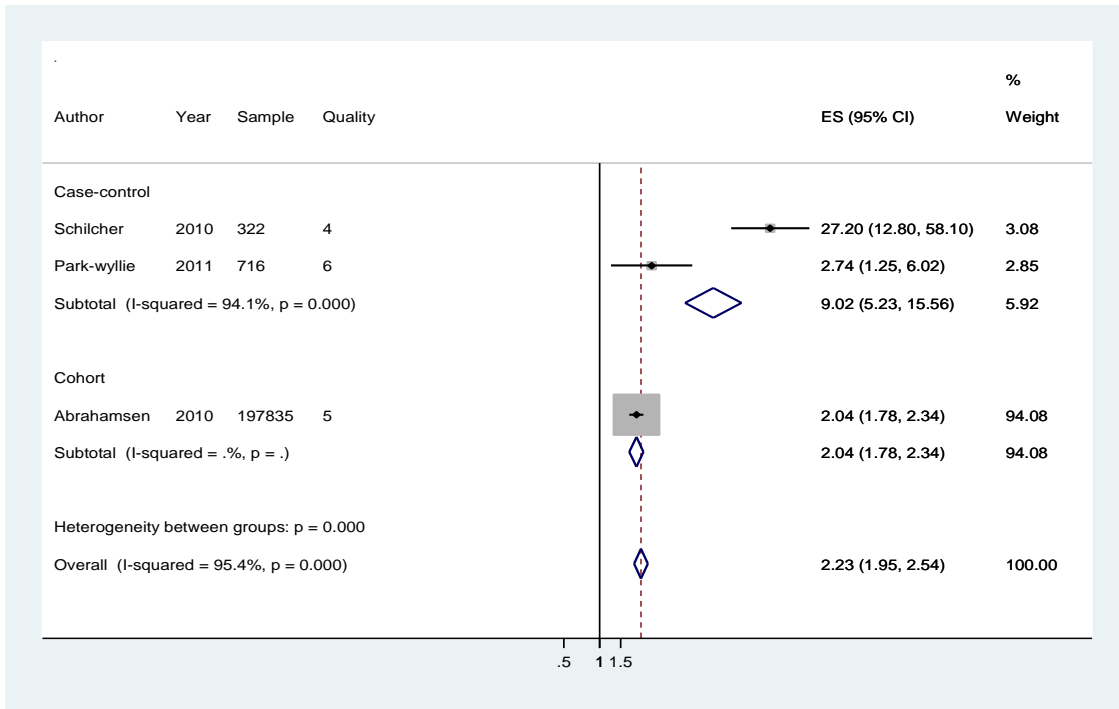 .
%
Author Year Sample Quality ES (95% CI) Weight
Case-control
Schilcher 2010 322 4 27.20 (12.80, 58.10) 3.08
Park-wyllie 2011 716 6 2.74 (1.25, 6.02) 2.85
Subtotal (I-squared = 94.1%, p = 0.000) 9.02 (5.23, 15.56) 5.92
Cohort
Abrahamsen 2010 197835 5 2.04 (1.78, 2.34) 94.08
Subtotal (I-squared = .%, p = .) 2.04 (1.78, 2.34) 94.08
Heterogeneity between groups: p = 0.000
Overall (I-squared = 95.4%, p = 0.000) 2.23 (1.95, 2.54) 100.00
.5 1 1.5